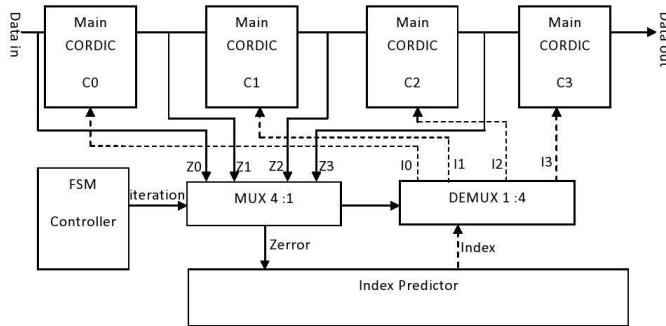 Data in
Main
CORDIC
C0
Main
CORDIC
C1
Main
CORDIC
C2
Main
CORDIC
C3
Data out
Z0
Z1
Z2
Z3
I0
I1
I2
I3
FSM
Controller
iteration
MUX 4 :1
DEMUX 1 :4
Zerror
Index
Index Predictor